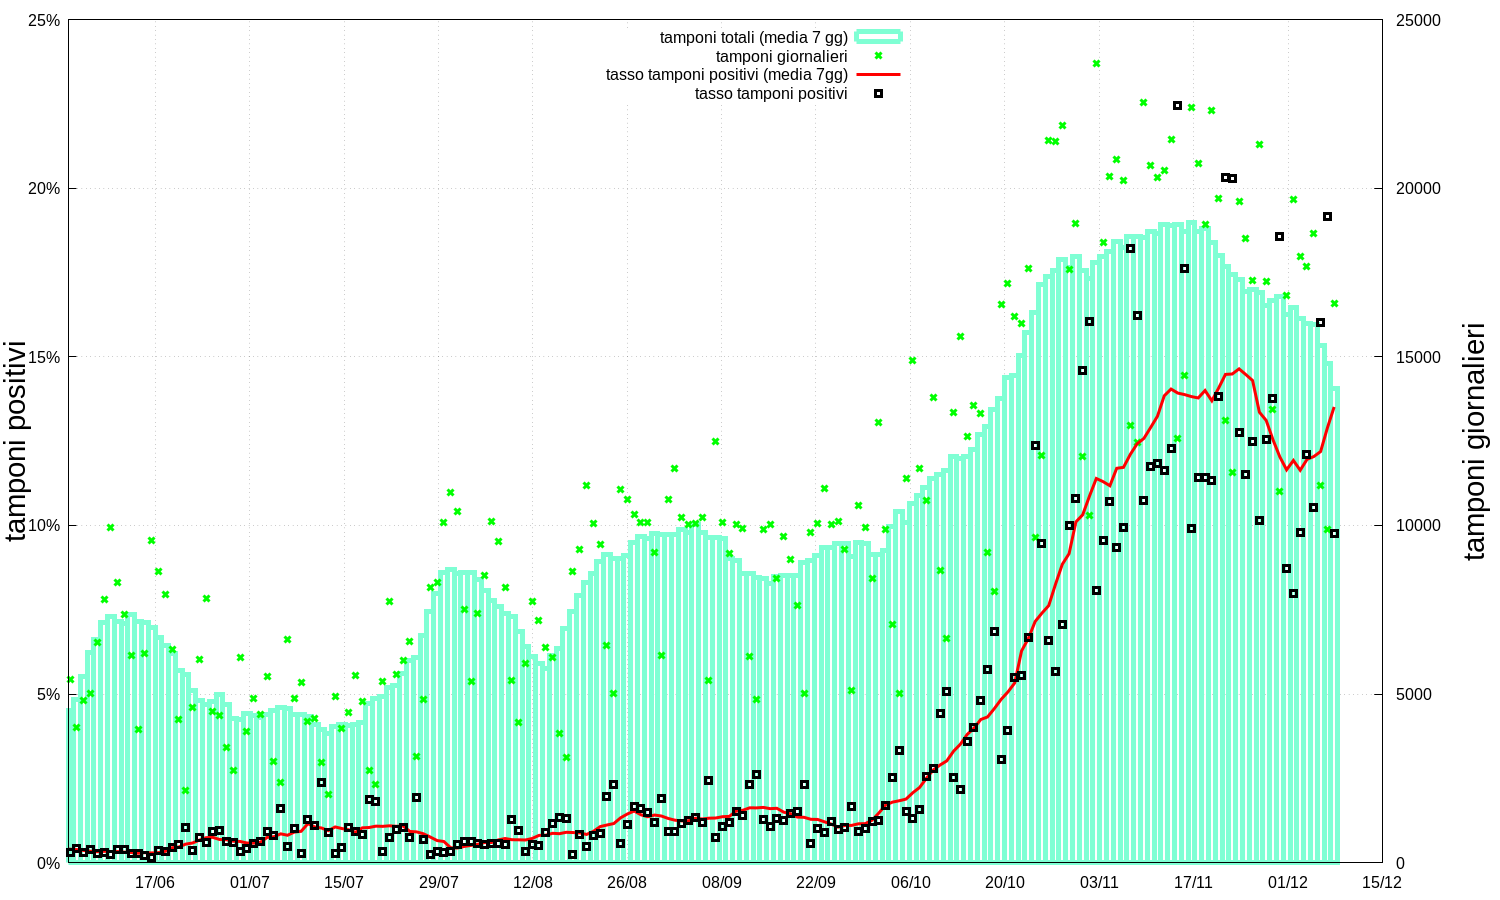 tamponi totali (media 7 gg)
tamponi giornalieri
tasso tamponi positivi (media 7gg)
tasso tamponi positivi
25%
20%
15%
10%
5%
0%
tamponi positivi
25000
20000
15000
10000
5000
0
tamponi giornalieri
17/06 01/07 15/07 29/07 12/08 26/08 08/09 22/09 06/10 20/10 03/11 17/11 01/12 15/12